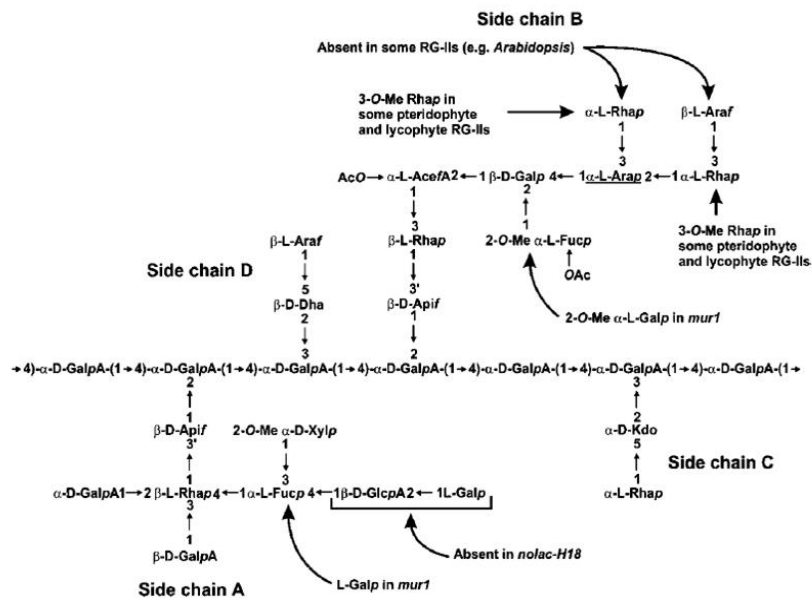 Side chain B
Absent in some RG-IIs (e.g. Arabidopsis)
3-O-Me Rhap in
some pteridophyte
and lycophyte RG-IIs
α-L-Rhap β-L-Araf
1 1
3 3
AcO→ α-L-AcefA2 ← 1 β-D-Galp 4 ← 1α-L-Arap 2 ← 1α-L-Rhap
1 2
3 1
β-L-Araf β-L-Rhap 2-O-Me α-L-Fucp
1 1
OAc
3-O-Me Rhap in
some pteridophyte
and lycophyte RG-IIs
Side chain D
5 3'
β-D-Dha β-D-Apif
2 1
2-O-Me α-L-Galp in mur1
3 2
→ 4)-α-D-GalpA-(1→ 4)-α-D-GalpA-(1→ 4)-α-D-GalpA-(1→ 4)-α-D-GalpA-(1→ 4)-α-D-GalpA-(1→ 4)-α-D-GalpA-(1→ 4)-α-D-GalpA-(1→
2 3
1 2
β-D-Apif 2-O-Me α-D-Xylp α-D-Kdo
3' 1 5
Side chain C
1 3 1
α-D-GalpA1→2 β-L-Rhap4 ← 1α-L-Fucp 4 ← 1β-D-GlcpA2 ← 1L-Galp
α-L-Rhap
3
1
β-D-GalpA
Absent in nolac-H18
Side chain A
L-Galp in mur1